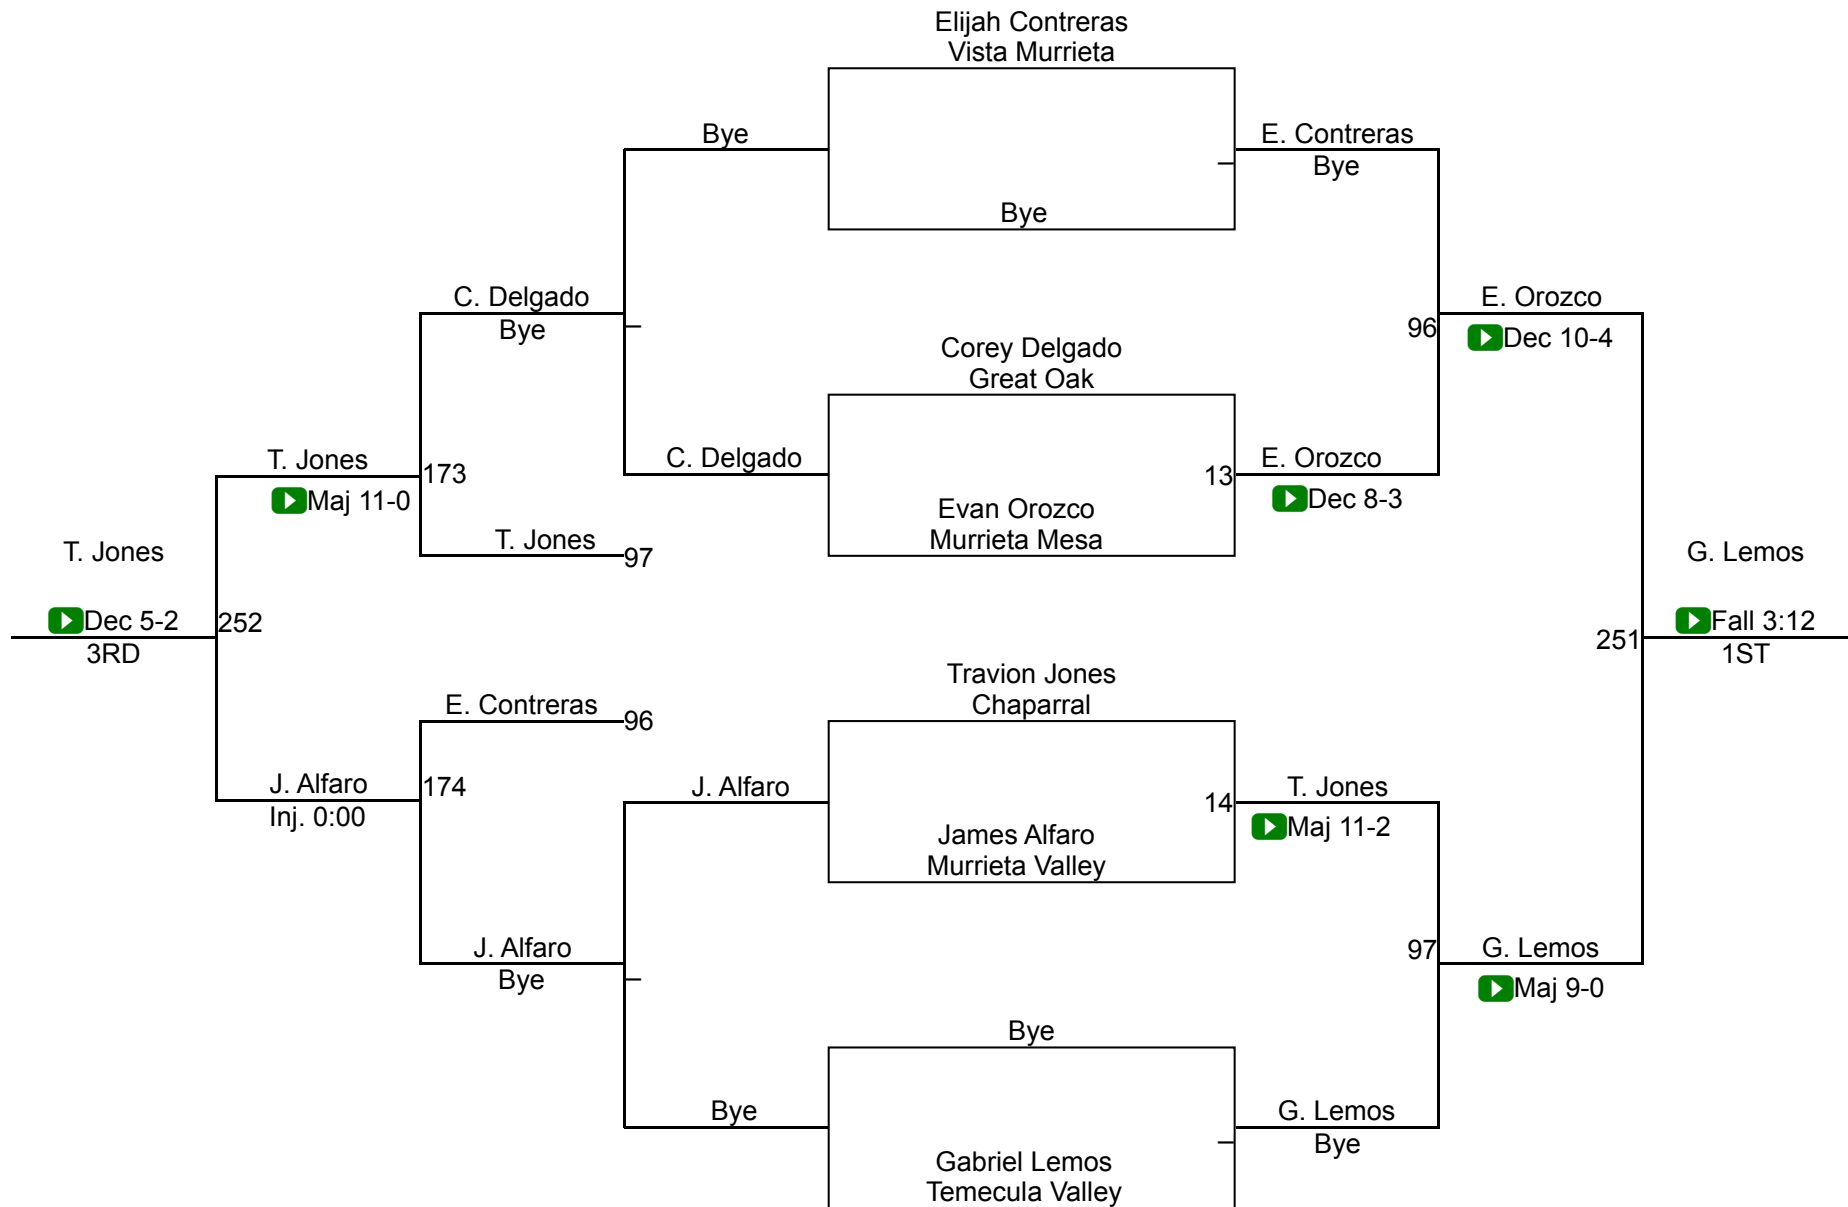 Elijah Contreras
Vista Murrieta
Bye
E. Contreras
Bye
Bye
C. Delgado
Bye
E. Orozco
96
Dec 10-4
Corey Delgado
Great Oak
T. Jones
173
C. Delgado
13
E. Orozco
Maj 11-0
Dec 8-3
Evan Orozco
Murrieta Mesa
T. Jones
97
T. Jones
G. Lemos
Dec 5-2
252
3RD
251
Fall 3:12
1ST
Travion Jones
Chaparral
E. Contreras
96
J. Alfaro
174
Inj. 0:00
J. Alfaro
14
T. Jones
Maj 11-2
James Alfaro
Murrieta Valley
J. Alfaro
Bye
97
G. Lemos
Maj 9-0
Bye
Bye
G. Lemos
Bye
Gabriel Lemos
Temecula Valley